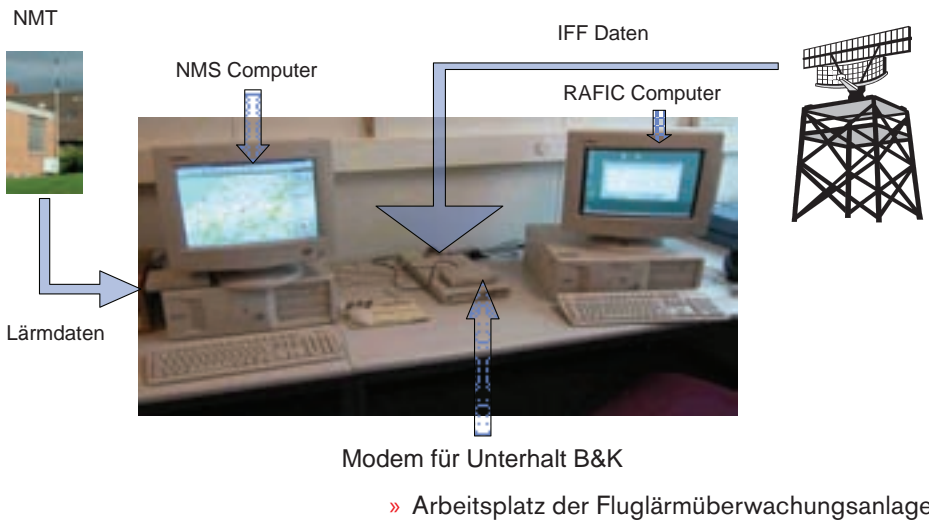 NMT
IFF Daten
NMS Computer
RAFIC Computer
Lärmdaten
Modem für Unterhalt B&K
» Arbeitsplatz der Fluglärmüberwachungsanlage